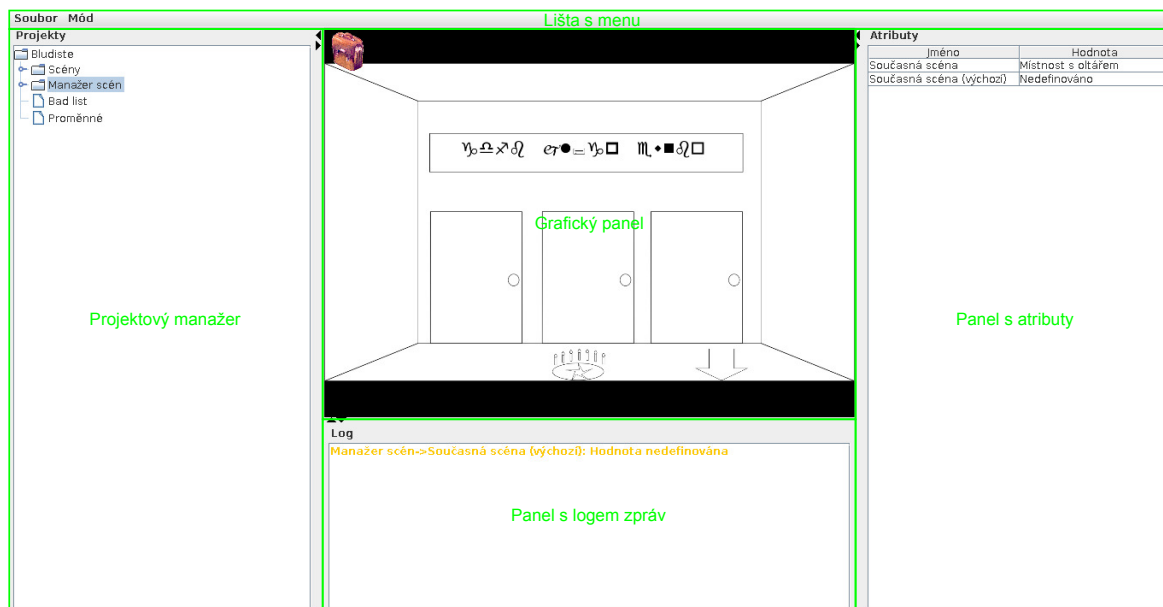 Soubor Mód
Lišta s menu
Projekty
Bludiste
Scény
Manažer scén
Bad list
Proměnné
Projektový manažer
♑♎♐♌ 🙰●♒♑◻ ♏⬥■♌□
Grafický panel
Log
Manažer scén->Současná scéna (výchozí): Hodnota nedefinována
Panel s logem zpráv
Atributy
Jméno Hodnota
Současná scéna Místnost s oltářem
Současná scéna (výchozí) Nedefinováno
Panel s atributy